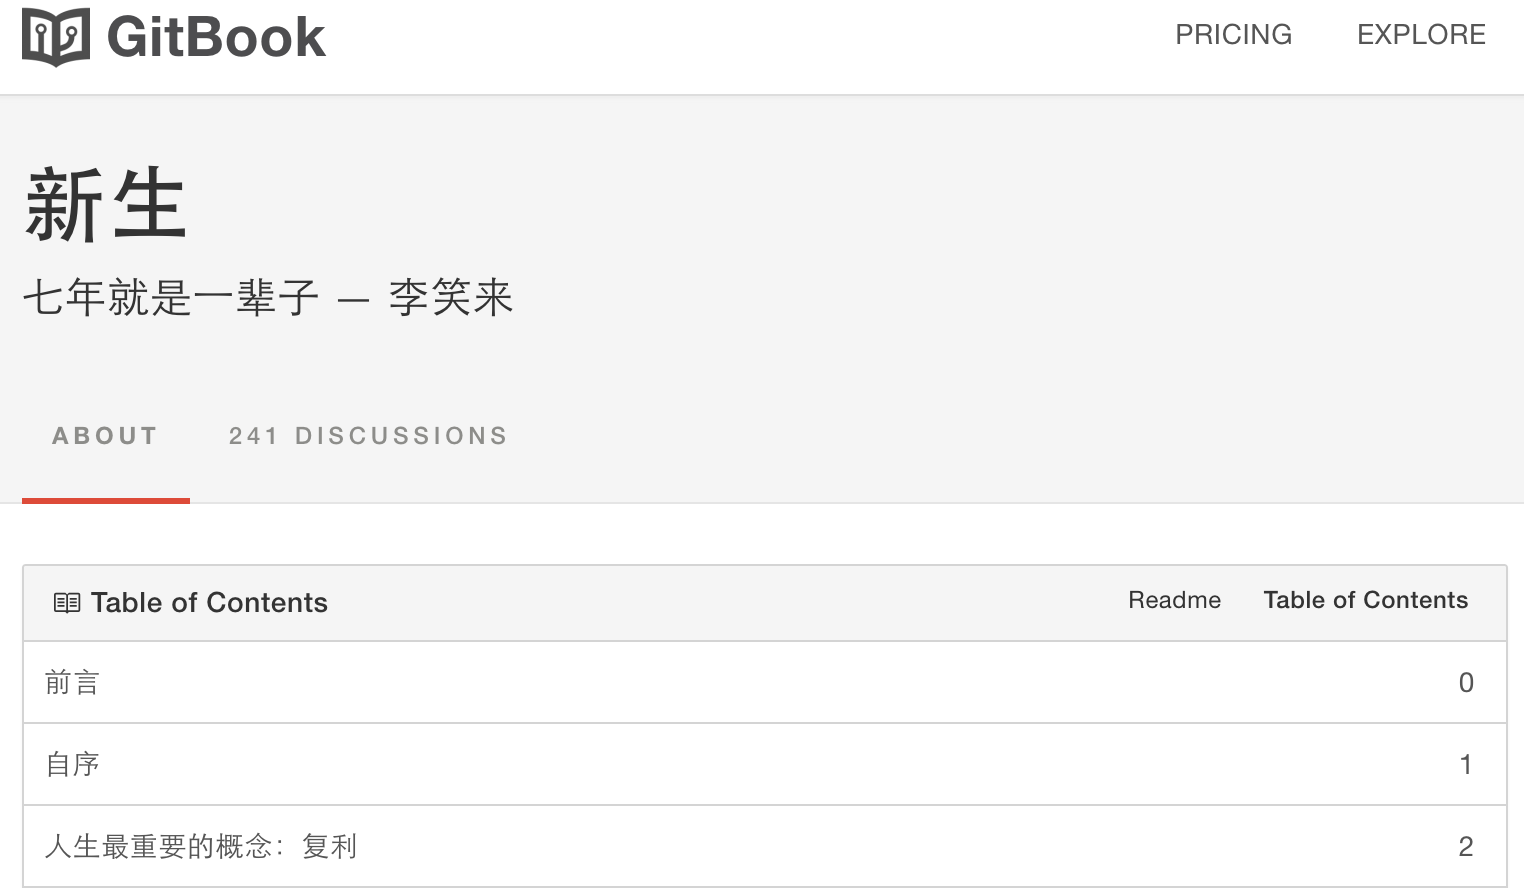 GitBook PRICING EXPLORE
新生
七年就是一辈子 — 李笑来
ABOUT 241 DISCUSSIONS
Table of Contents Readme Table of Contents
前言 0
自序 1
人生最重要的概念：复利 2